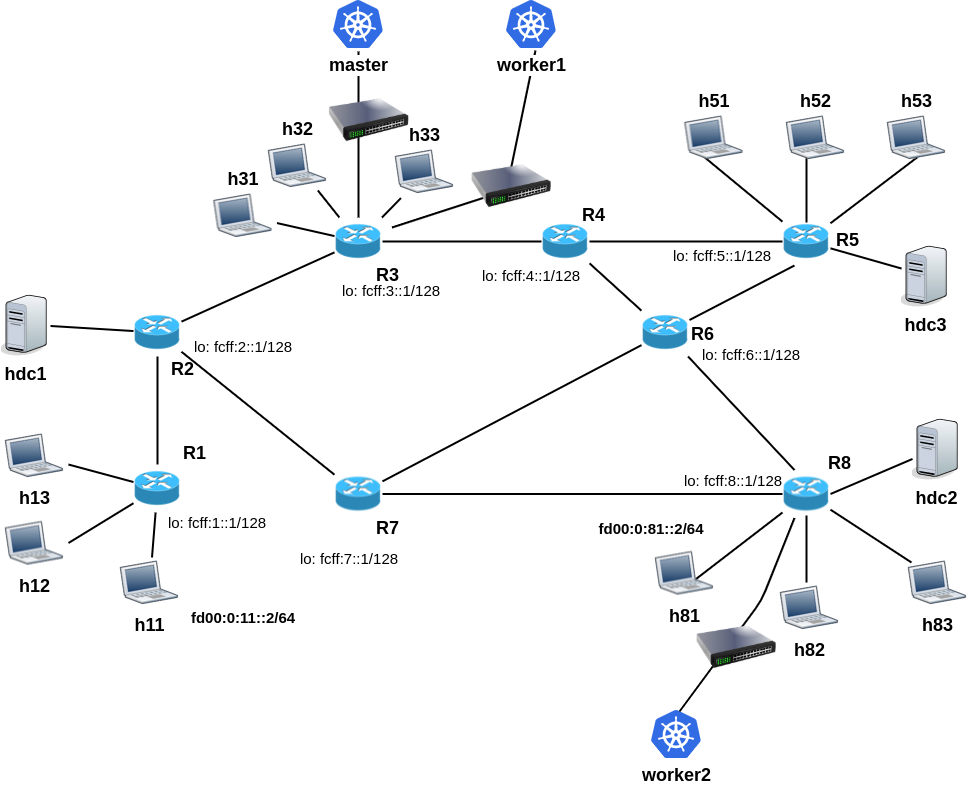 master
worker1
h51
h52
h53
h32
h33
h31
R4
R5
lo: fcff:5::1/128
R3
lo: fcff:4::1/128
lo: fcff:3::1/128
hdc3
R6
lo: fcff:2::1/128
lo: fcff:6::1/128
R2
hdc1
R1
R8
lo: fcff:8::1/128
h13
hdc2
lo: fcff:1::1/128
R7
fd00:0:81::2/64
lo: fcff:7::1/128
h12
h11
fd00:0:11::2/64
h81
h83
h82
worker2